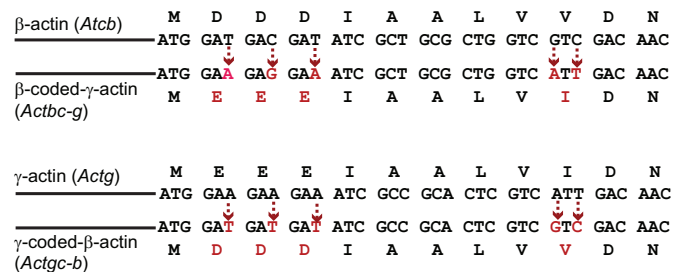 M D D D I A A L V V D N
β-actin (Atcb)
ATG GAT GAC GAT ATC GCT GCG CTG GTC GTC GAC AAC
ATG GAA GAG GAA ATC GCT GCG CTG GTC ATT GAC AAC
β-coded-γ-actin
(Actbc-g)
M E E E I A A L V I D N
γ-actin (Actg)
M E E E I A A L V I D N
ATG GAA GAA GAA ATC GCC GCA CTC GTC ATT GAC AAC
ATG GAT GAT GAT ATC GCC GCA CTC GTC GTC GAC AAC
γ-coded-β-actin
(Actgc-b)
M D D D I A A L V V D N